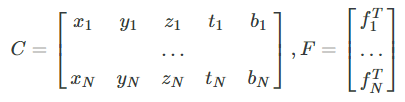 C = [ x₁ y₁ z₁ t₁ b₁
...
x_N y_N z_N t_N b_N ] , F = [ f₁ᵀ
...
f_Nᵀ ]